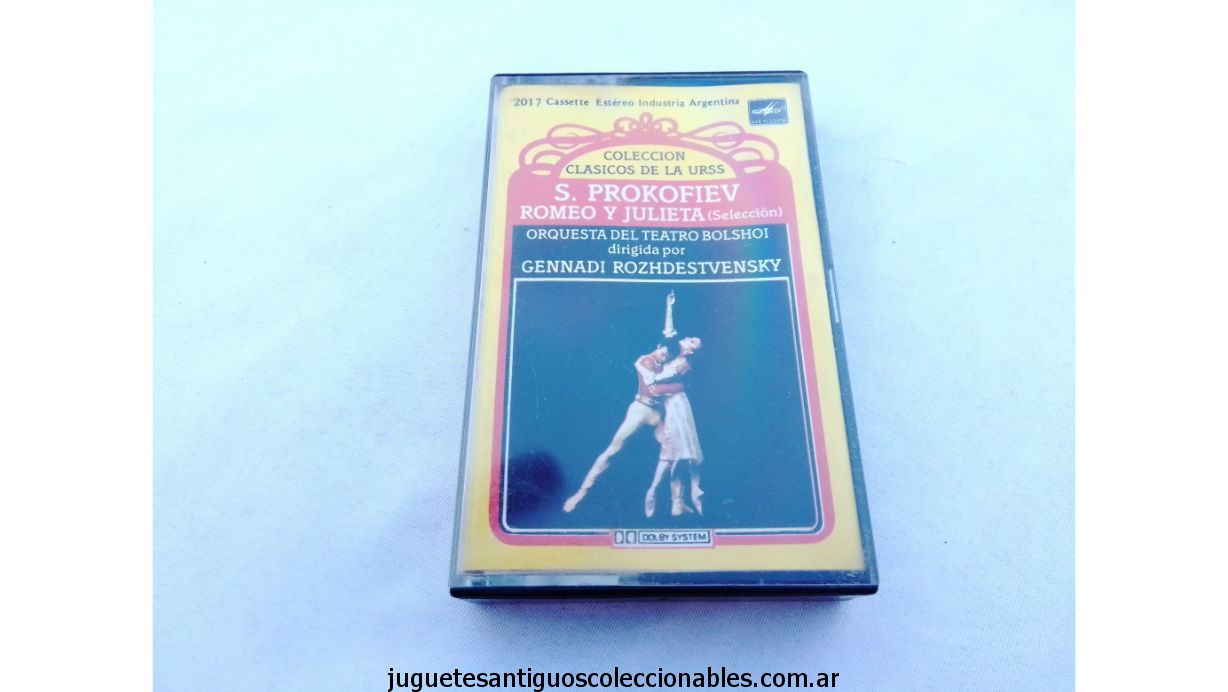 2017 Cassette Estéreo Industria Argentina
COLECCION
CLASICOS DE LA URSS
S. PROKOFIEV
ROMEO Y JULIETA (Selección)
ORQUESTA DEL TEATRO BOLSHOI
dirigida por
GENNADI ROZHDESTVENSKY
DOLBY SYSTEM
juguetesantiguoscoleccionables.com.ar